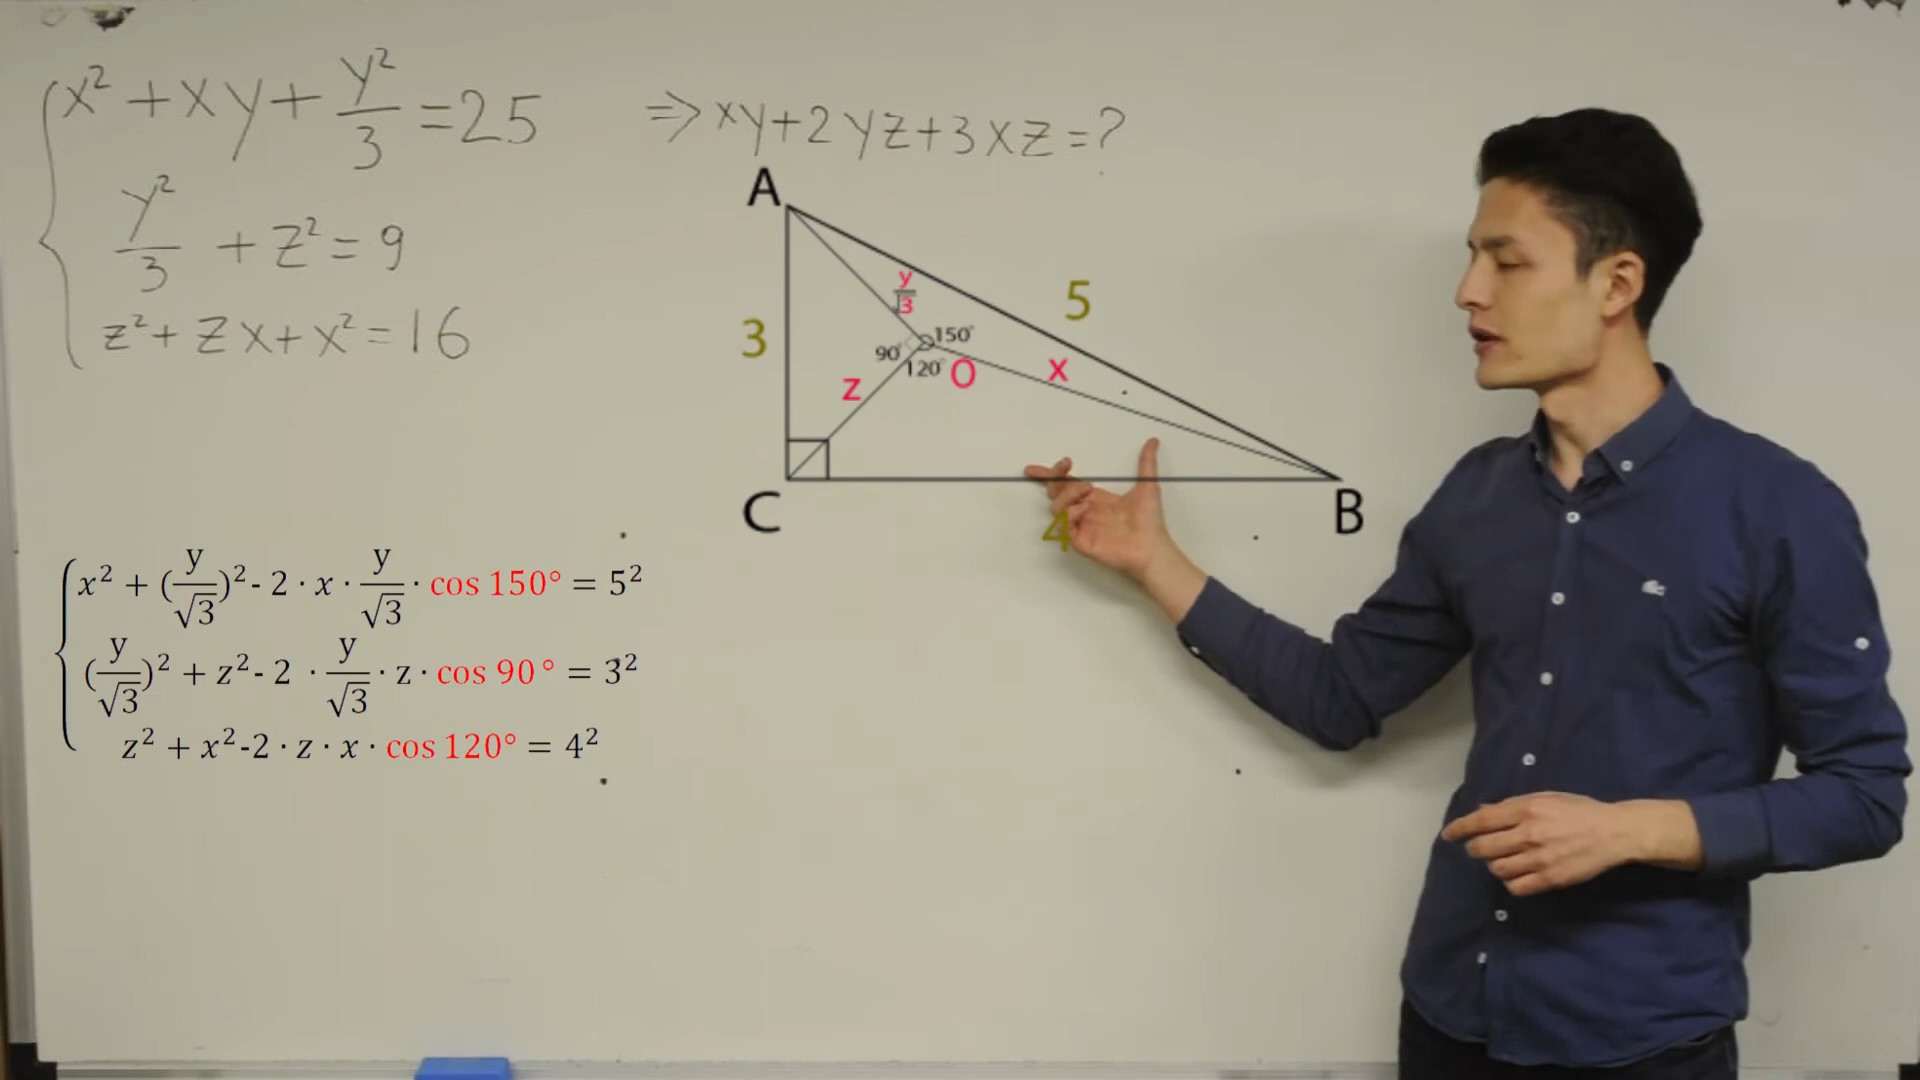 x² + xy + y²/3 = 25
y²/3 + z² = 9
z² + zx + x² = 16
⇒ xy + 2yz + 3xz = ?
A
y/√3
5
3
150°
90°
120°
O
x
z
C
4
B
x² + (y/√3)² - 2 · x · y/√3 · cos 150° = 5²
(y/√3)² + z² - 2 · y/√3 · z · cos 90° = 3²
z² + x² - 2 · z · x · cos 120° = 4²